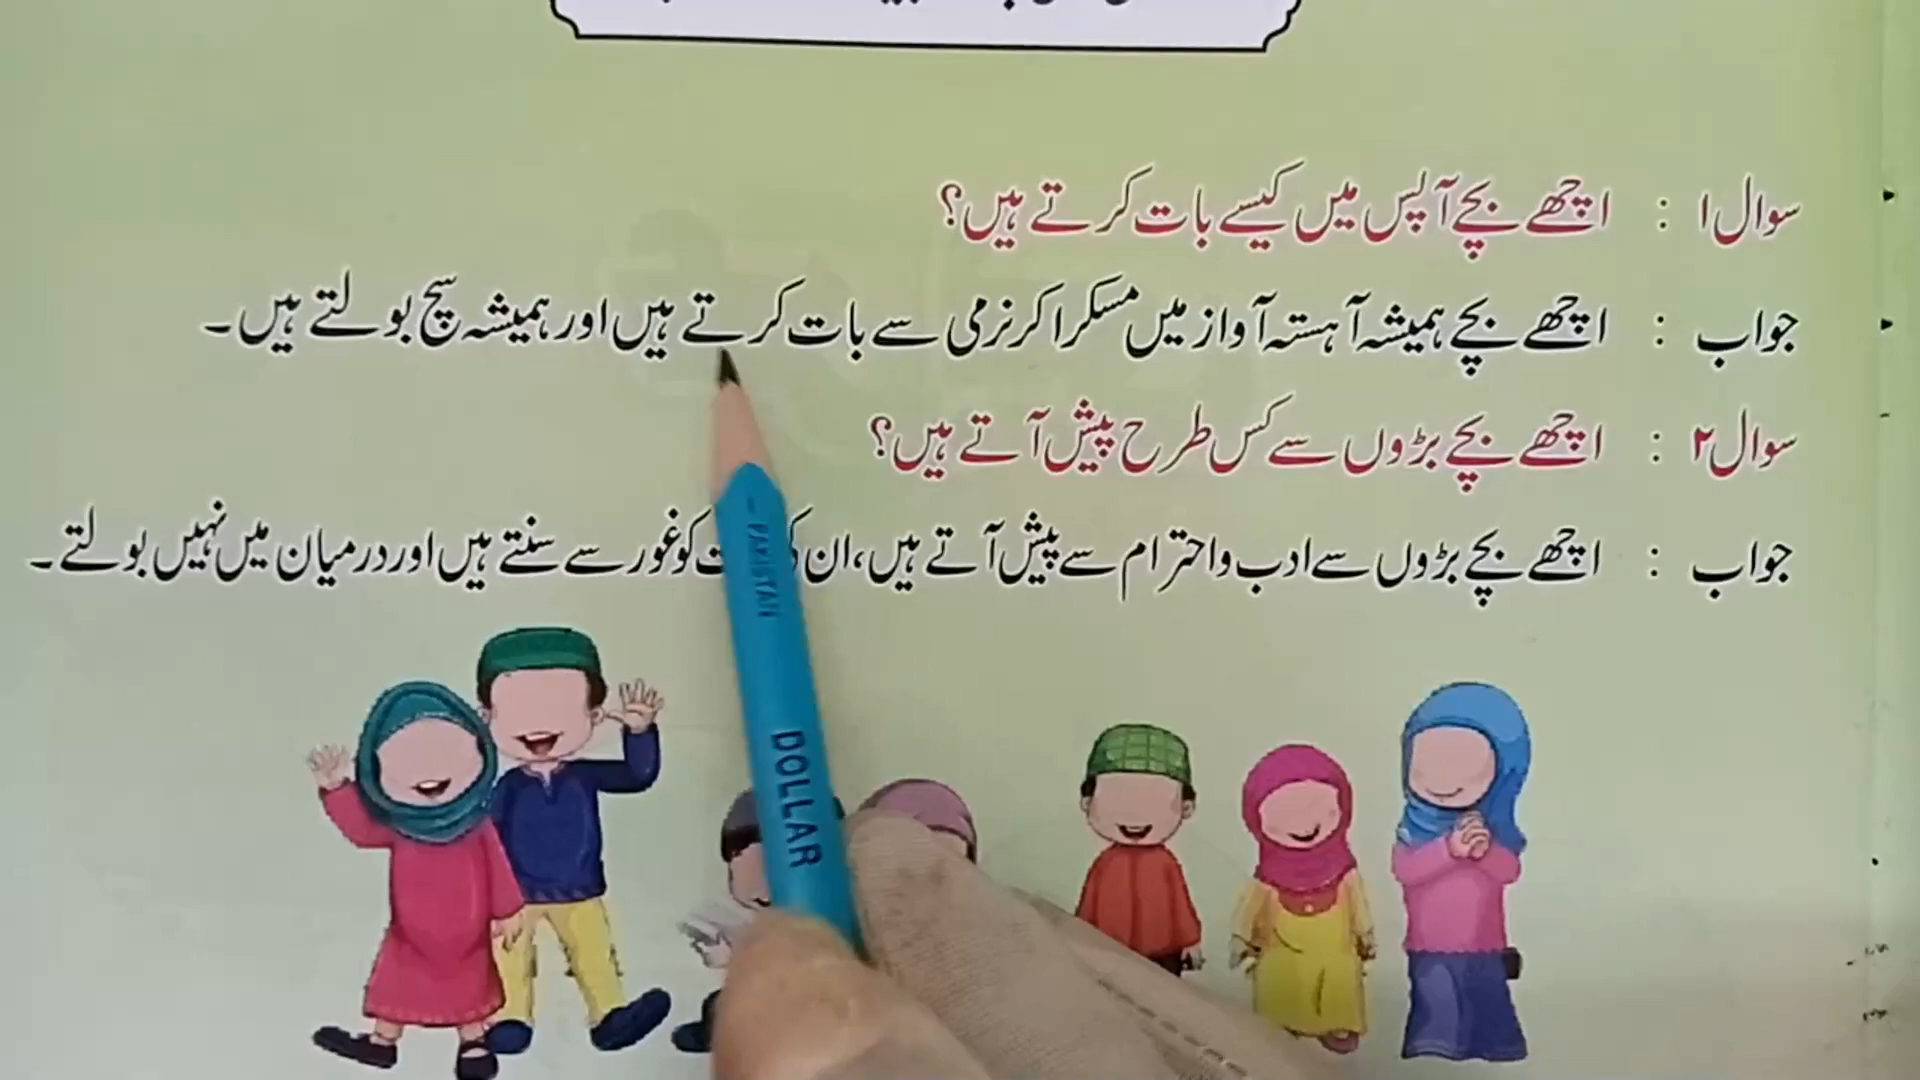 سوال ۱ : اچھے بچے آپس میں کیسے بات کرتے ہیں؟
جواب : اچھے بچے ہمیشہ آہستہ آواز میں مسکرا کر نرمی سے بات کرتے ہیں اور ہمیشہ سچ بولتے ہیں۔
سوال ۲ : اچھے بچے بڑوں سے کس طرح پیش آتے ہیں؟
جواب : اچھے بچے بڑوں سے ادب و احترام سے پیش آتے ہیں، ان کو غور سے سنتے ہیں اور درمیان میں نہیں بولتے۔
PAKISTAN
DOLLAR